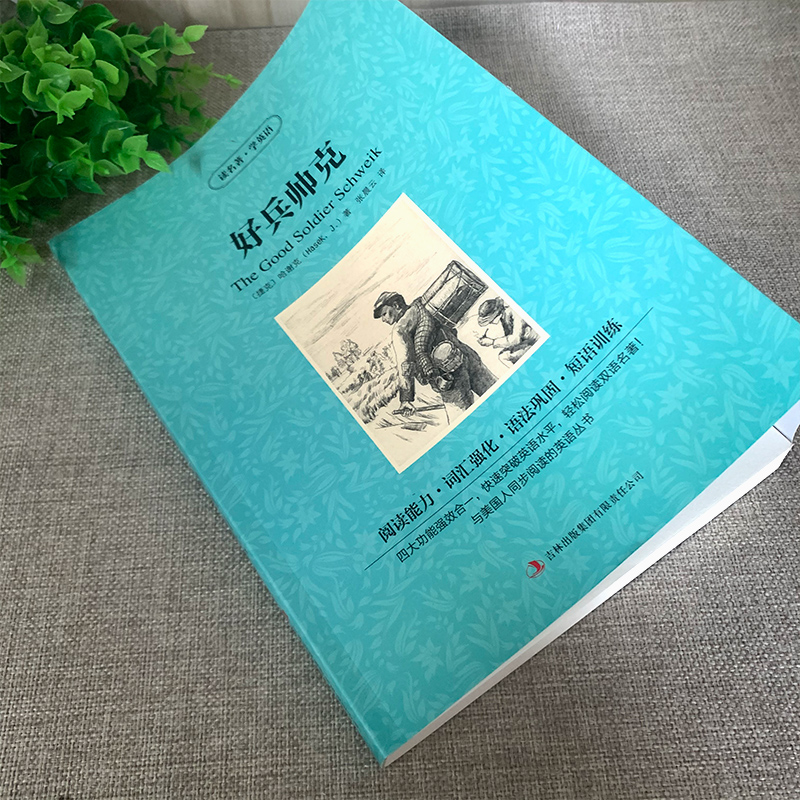 读名著·学英语
好兵帅克
The Good Soldier Schweik
（捷克）哈谢克（Hasek, J.）著 张晨云 译
阅读能力·词汇强化·语法巩固·短语训练
四大功能强效合一，快速突破英语水平，轻松阅读双语名著！
与美国人同步阅读的英语丛书
吉林出版集团有限责任公司